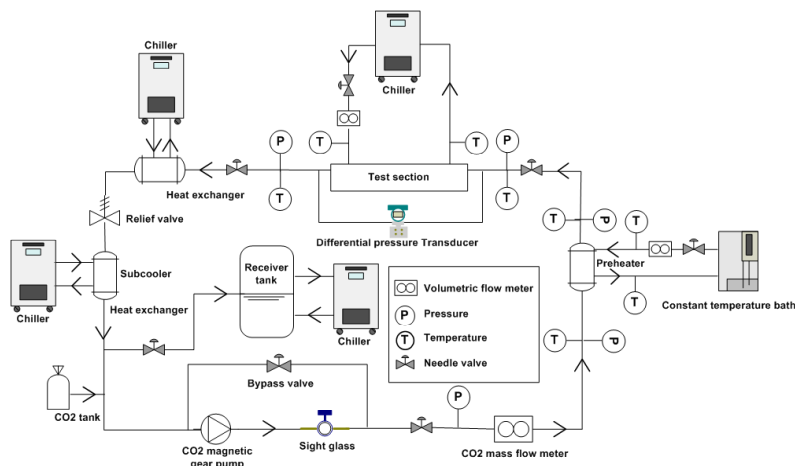 Chiller
Chiller
P
T
T
P
T
Test section
T
Heat exchanger
Relief valve
Differential pressure Transducer
T
P
T
Preheater
T
Constant temperature bath
Subcooler
Chiller
Heat exchanger
Receiver
tank
Chiller
Volumetric flow meter
P
Pressure
T
Temperature
Needle valve
T
P
Bypass valve
CO2 tank
P
CO2 magnetic
gear pump
Sight glass
CO2 mass flow meter